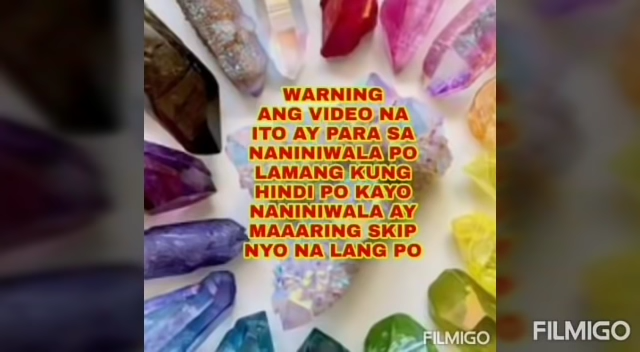 WARNING
ANG VIDEO NA
ITO AY PARA SA
NANINIWALA PO
LAMANG KUNG
HINDI PO KAYO
NANINIWALA AY
MAAARING SKIP
NYO NA LANG PO
FILMIGO
FILMIGO